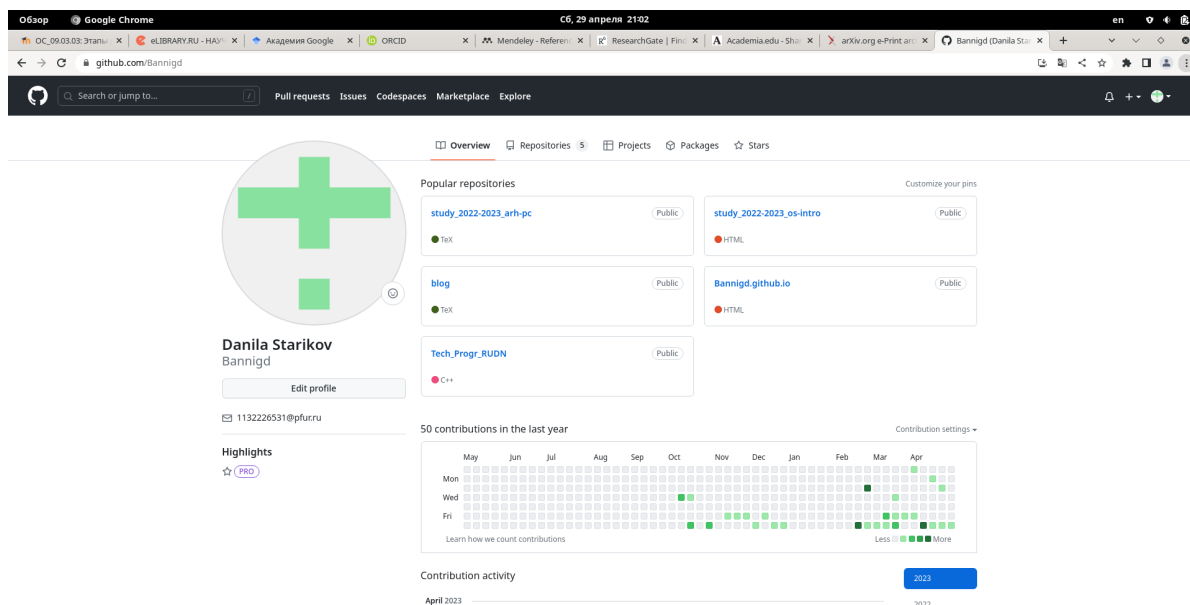 Обзор Google Chrome Сб, 29 апреля 21:02 en
ОС_09.03.03: Этапы eLIBRARY.RU - НАУЧ Академия Google ORCID Mendeley - Referen ResearchGate | Find Academia.edu - Shar arXiv.org e-Print arc Bannigd (Danila Star
github.com/Bannigd
Search or jump to... / Pull requests Issues Codespaces Marketplace Explore
Overview Repositories 5 Projects Packages Stars
Popular repositories Customize your pins
study_2022-2023_arh-pc Public study_2022-2023_os-intro Public
TeX HTML
blog Public Bannigd.github.io Public
TeX HTML
Tech_Progr_RUDN Public
C++
Danila Starikov
Bannigd
Edit profile
1132226531@pfur.ru
Highlights
PRO
50 contributions in the last year Contribution settings
May Jun Jul Aug Sep Oct Nov Dec Jan Feb Mar Apr
Mon
Wed
Fri
Learn how we count contributions Less More
Contribution activity 2023
April 2023 2022